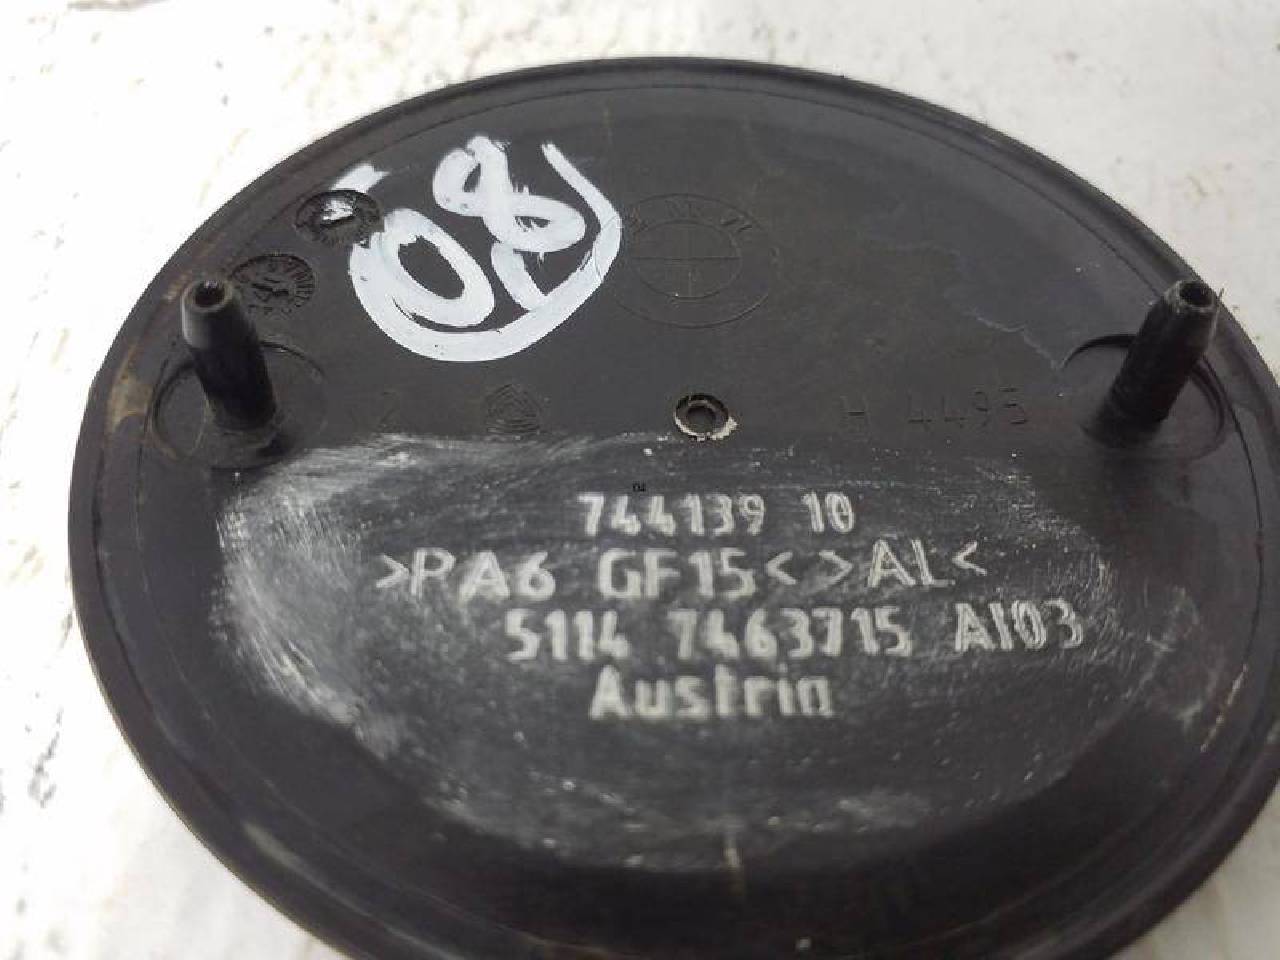 08
H 4495
744139 10
>PA6 GF15< >AL<
5114 7463715 AI03
Austria